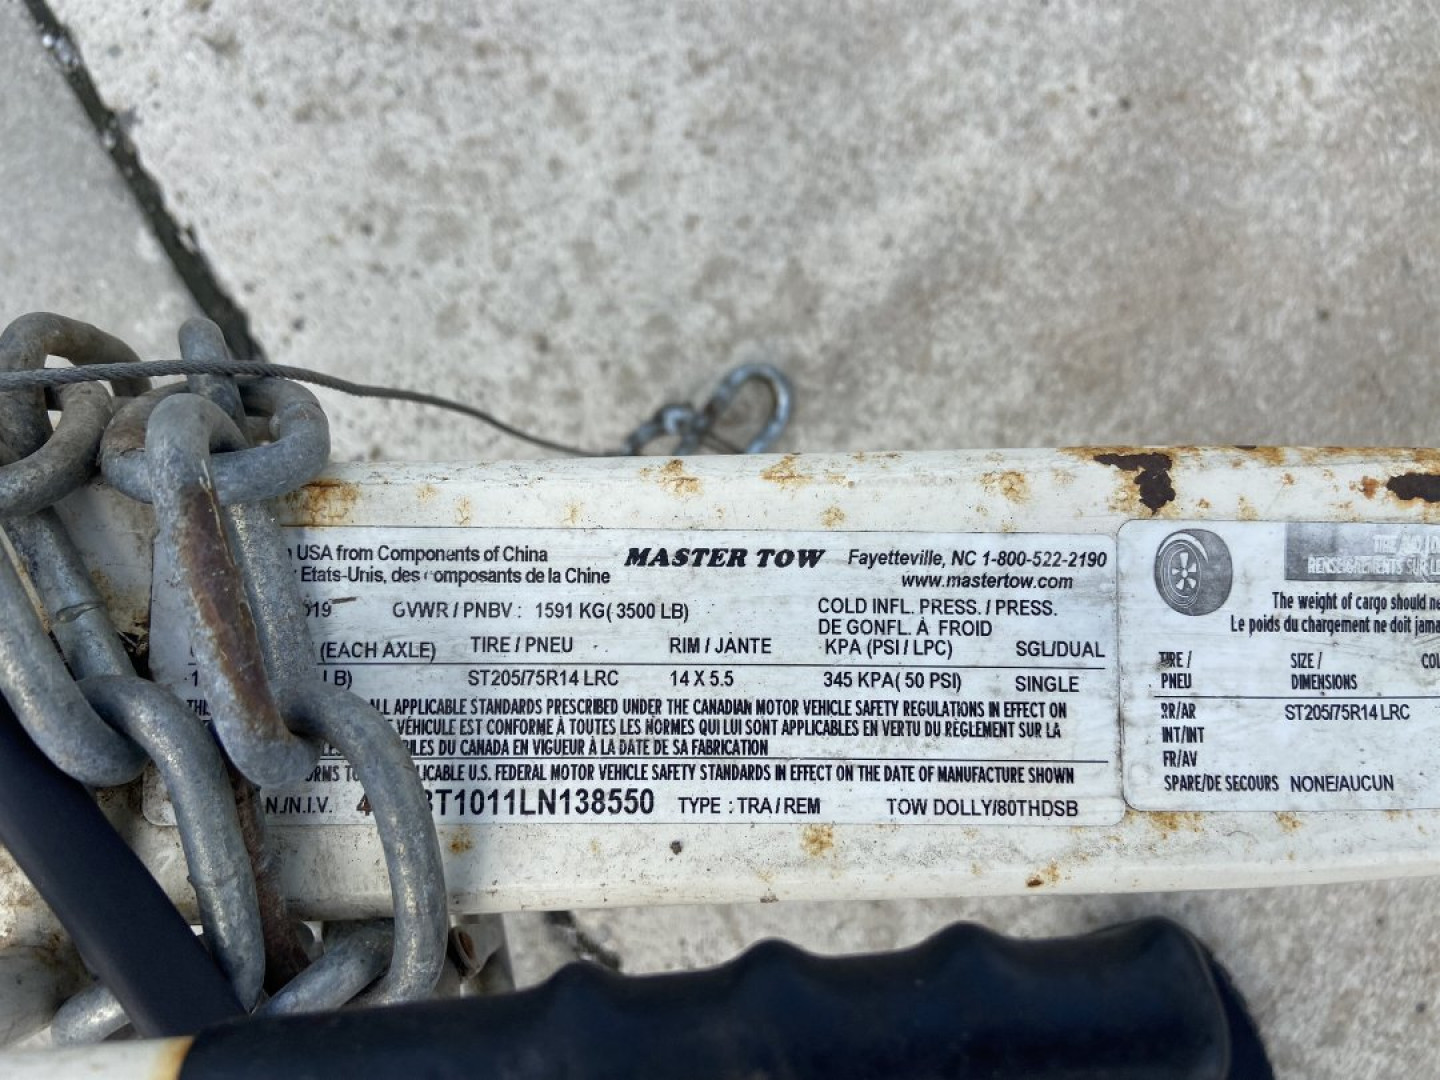 USA from Components of China
Etats-Unis, des composants de la Chine
MASTER TOW
Fayetteville, NC 1-800-522-2190
www.mastertow.com
019
GVWR / PNBV : 1591 KG( 3500 LB)
COLD INFL. PRESS. / PRESS.
DE GONFL. À FROID
(EACH AXLE) TIRE / PNEU RIM / JANTE KPA (PSI / LPC) SGL/DUAL
LB) ST205/75R14 LRC 14 X 5.5 345 KPA( 50 PSI) SINGLE
ALL APPLICABLE STANDARDS PRESCRIBED UNDER THE CANADIAN MOTOR VEHICLE SAFETY REGULATIONS IN EFFECT ON
VÉHICULE EST CONFORME À TOUTES LES NORMES QUI LUI SONT APPLICABLES EN VERTU DU RÈGLEMENT SUR LA
DU CANADA EN VIGUEUR À LA DATE DE SA FABRICATION
U.S. FEDERAL MOTOR VEHICLE SAFETY STANDARDS IN EFFECT ON THE DATE OF MANUFACTURE SHOWN
N./N.I.V. 4 T1011LN138550 TYPE : TRA / REM TOW DOLLY/80THDSB
The weight of cargo should
Le poids du chargement ne doit
TIRE / SIZE /
PNEU DIMENSIONS
RR/AR ST205/75R14 LRC
INT/INT
FR/AV
SPARE/DE SECOURS NONE/AUCUN